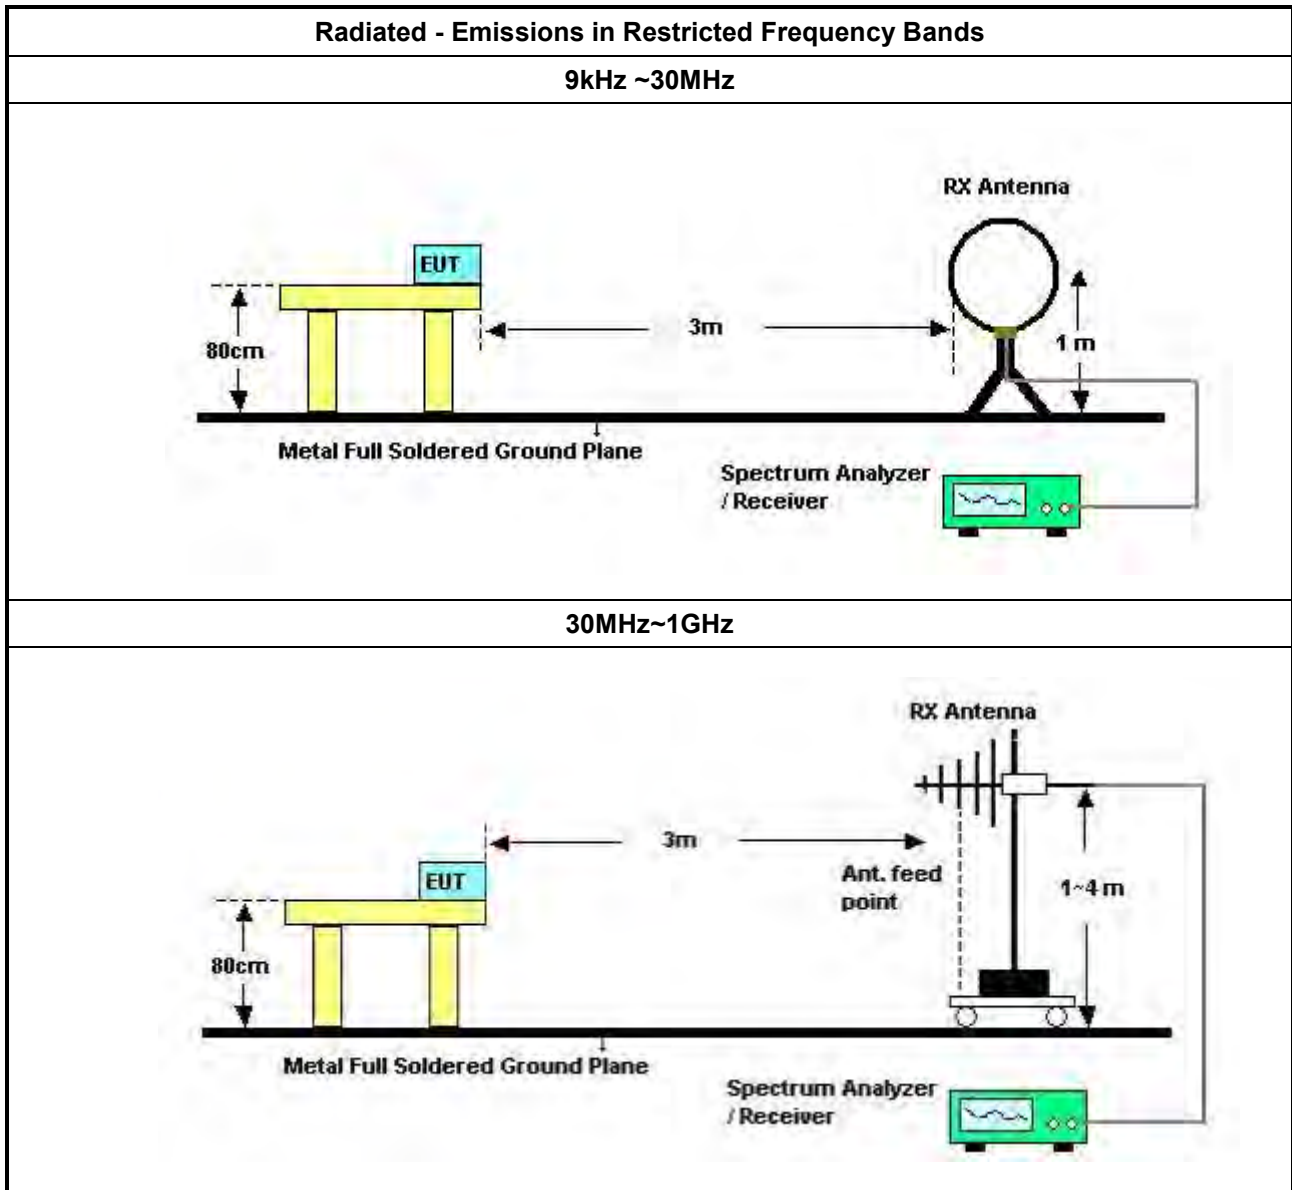 Radiated - Emissions in Restricted Frequency Bands
9kHz ~30MHz
RX Antenna
EUT
3m
80cm
1 m
Metal Full Soldered Ground Plane
Spectrum Analyzer
/ Receiver
30MHz~1GHz
RX Antenna
3m
EUT
Ant. feed
point
1~4 m
80cm
Metal Full Soldered Ground Plane
Spectrum Analyzer
/ Receiver